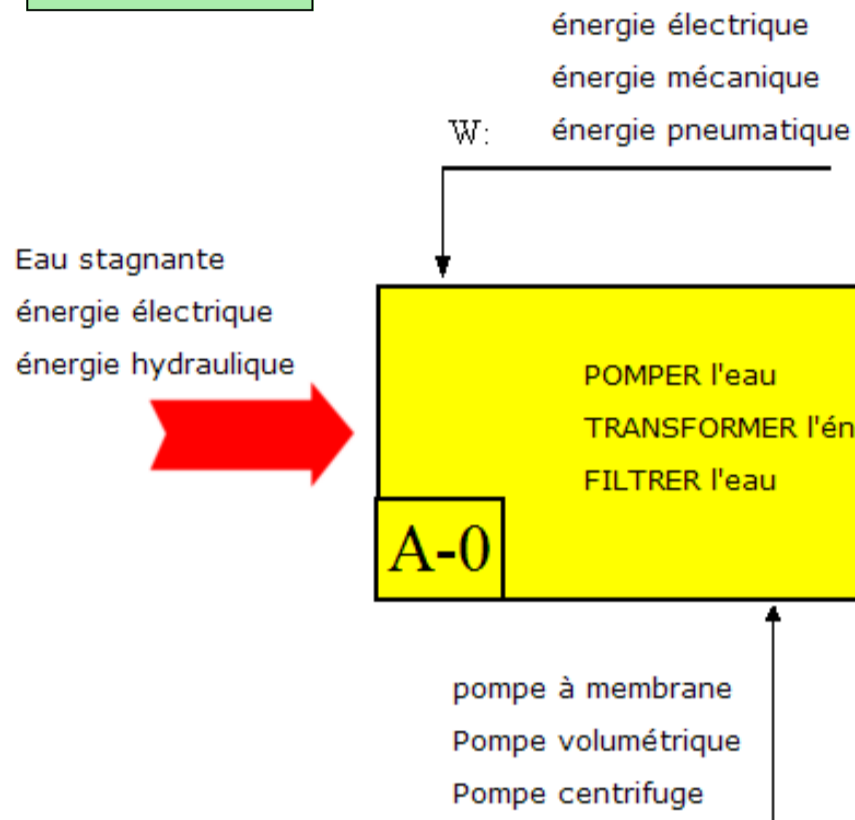 énergie électrique
énergie mécanique
W: énergie pneumatique
Eau stagnante
énergie électrique
énergie hydraulique
POMPER l'eau
TRANSFORMER l'én
FILTRER l'eau
A-0
pompe à membrane
Pompe volumétrique
Pompe centrifuge